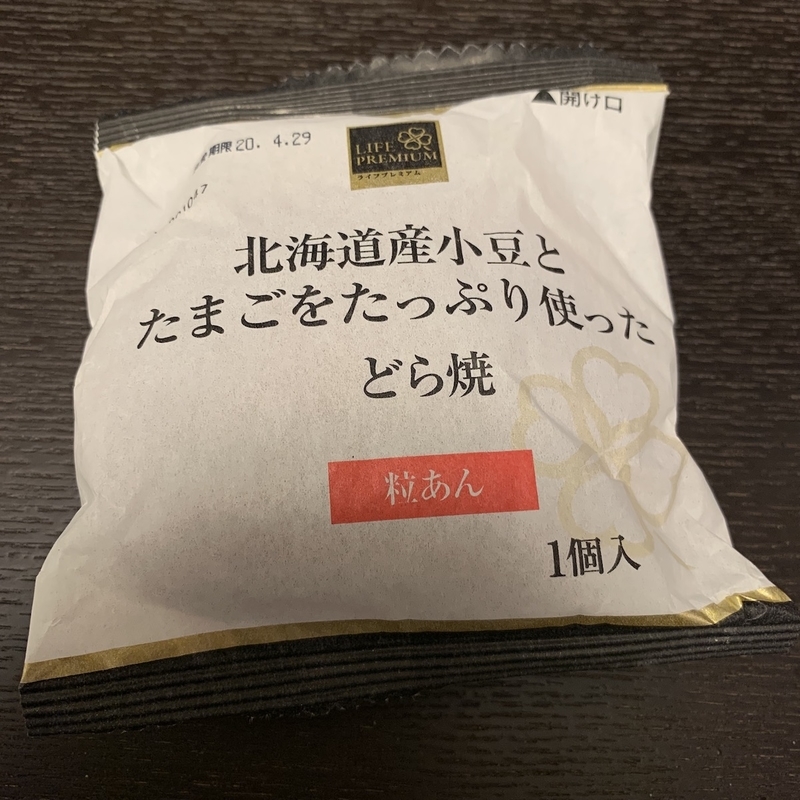 ▲開け口
期限 20. 4.29
LIFE
PREMIUM
ライフプレミアム
北海道産小豆と
たまごをたっぷり使った
どら焼
粒あん
1個入